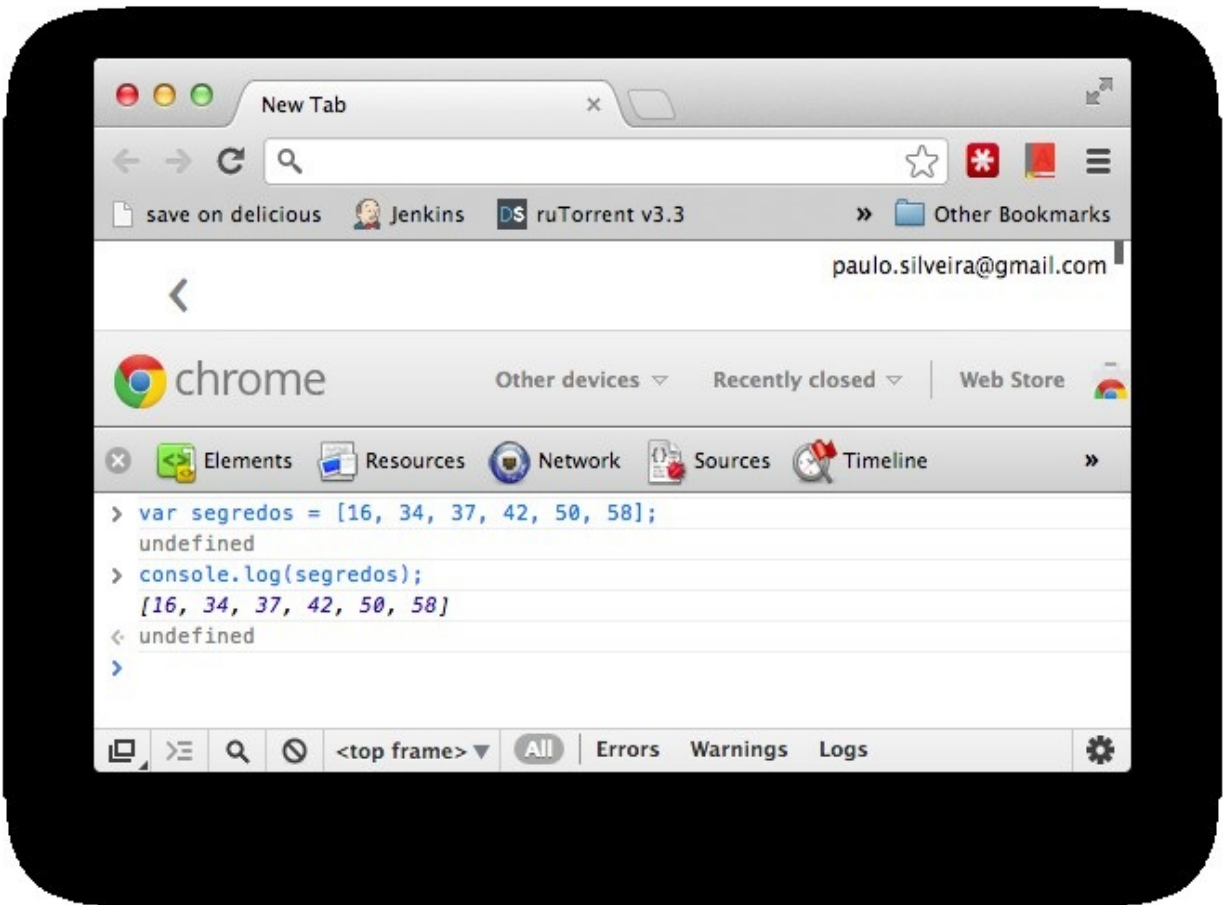 New Tab
save on delicious Jenkins DS ruTorrent v3.3 » Other Bookmarks
paulo.silveira@gmail.com
chrome Other devices Recently closed Web Store
Elements Resources Network Sources Timeline »
> var segredos = [16, 34, 37, 42, 50, 58];
undefined
> console.log(segredos);
[16, 34, 37, 42, 50, 58]
undefined
>
<top frame> All Errors Warnings Logs